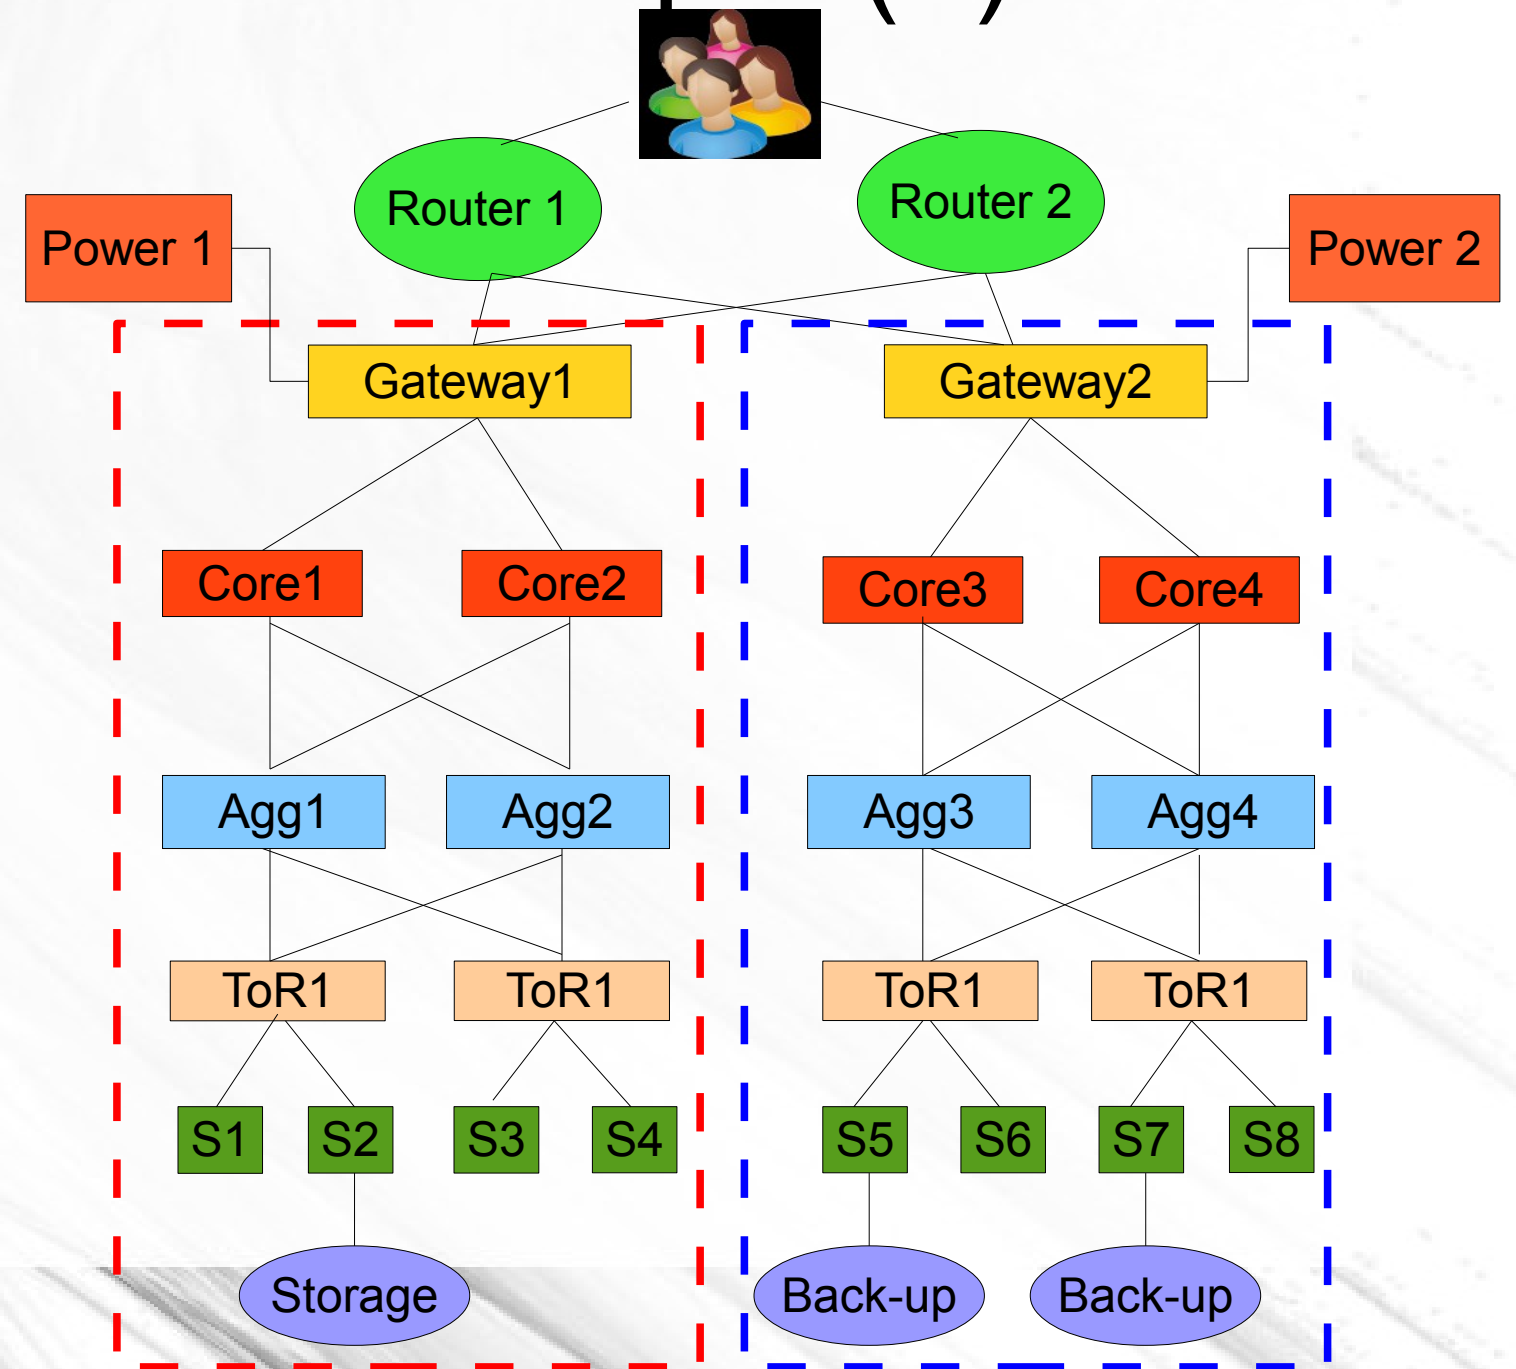 Router 1
Router 2
Power 1
Power 2
Gateway1
Gateway2
Core1
Core2
Core3
Core4
Agg1
Agg2
Agg3
Agg4
ToR1
ToR1
ToR1
ToR1
S1
S2
S3
S4
S5
S6
S7
S8
Storage
Back-up
Back-up